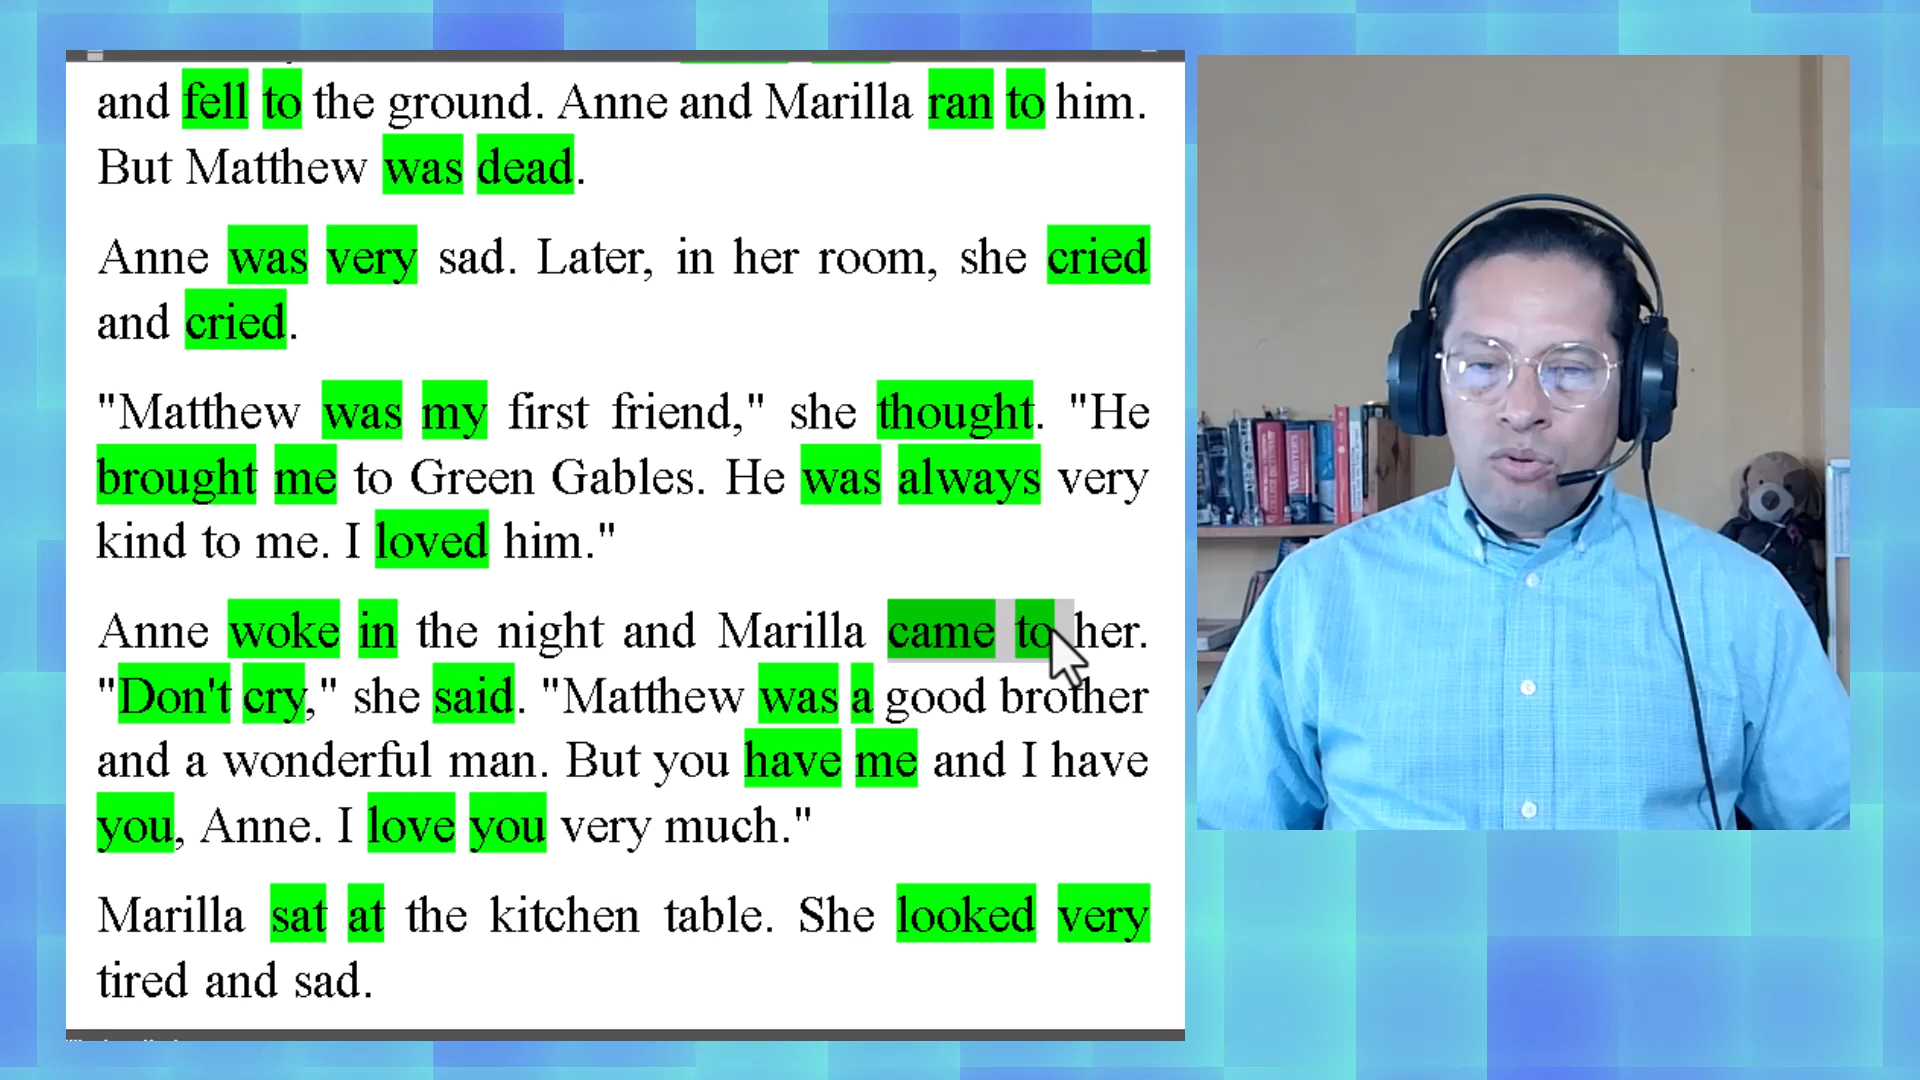 and fell to the ground. Anne and Marilla ran to him.
But Matthew was dead.
Anne was very sad. Later, in her room, she cried
and cried.
"Matthew was my first friend," she thought. "He
brought me to Green Gables. He was always very
kind to me. I loved him."
Anne woke in the night and Marilla came to her.
"Don't cry," she said. "Matthew was a good brother
and a wonderful man. But you have me and I have
you, Anne. I love you very much."
Marilla sat at the kitchen table. She looked very
tired and sad.